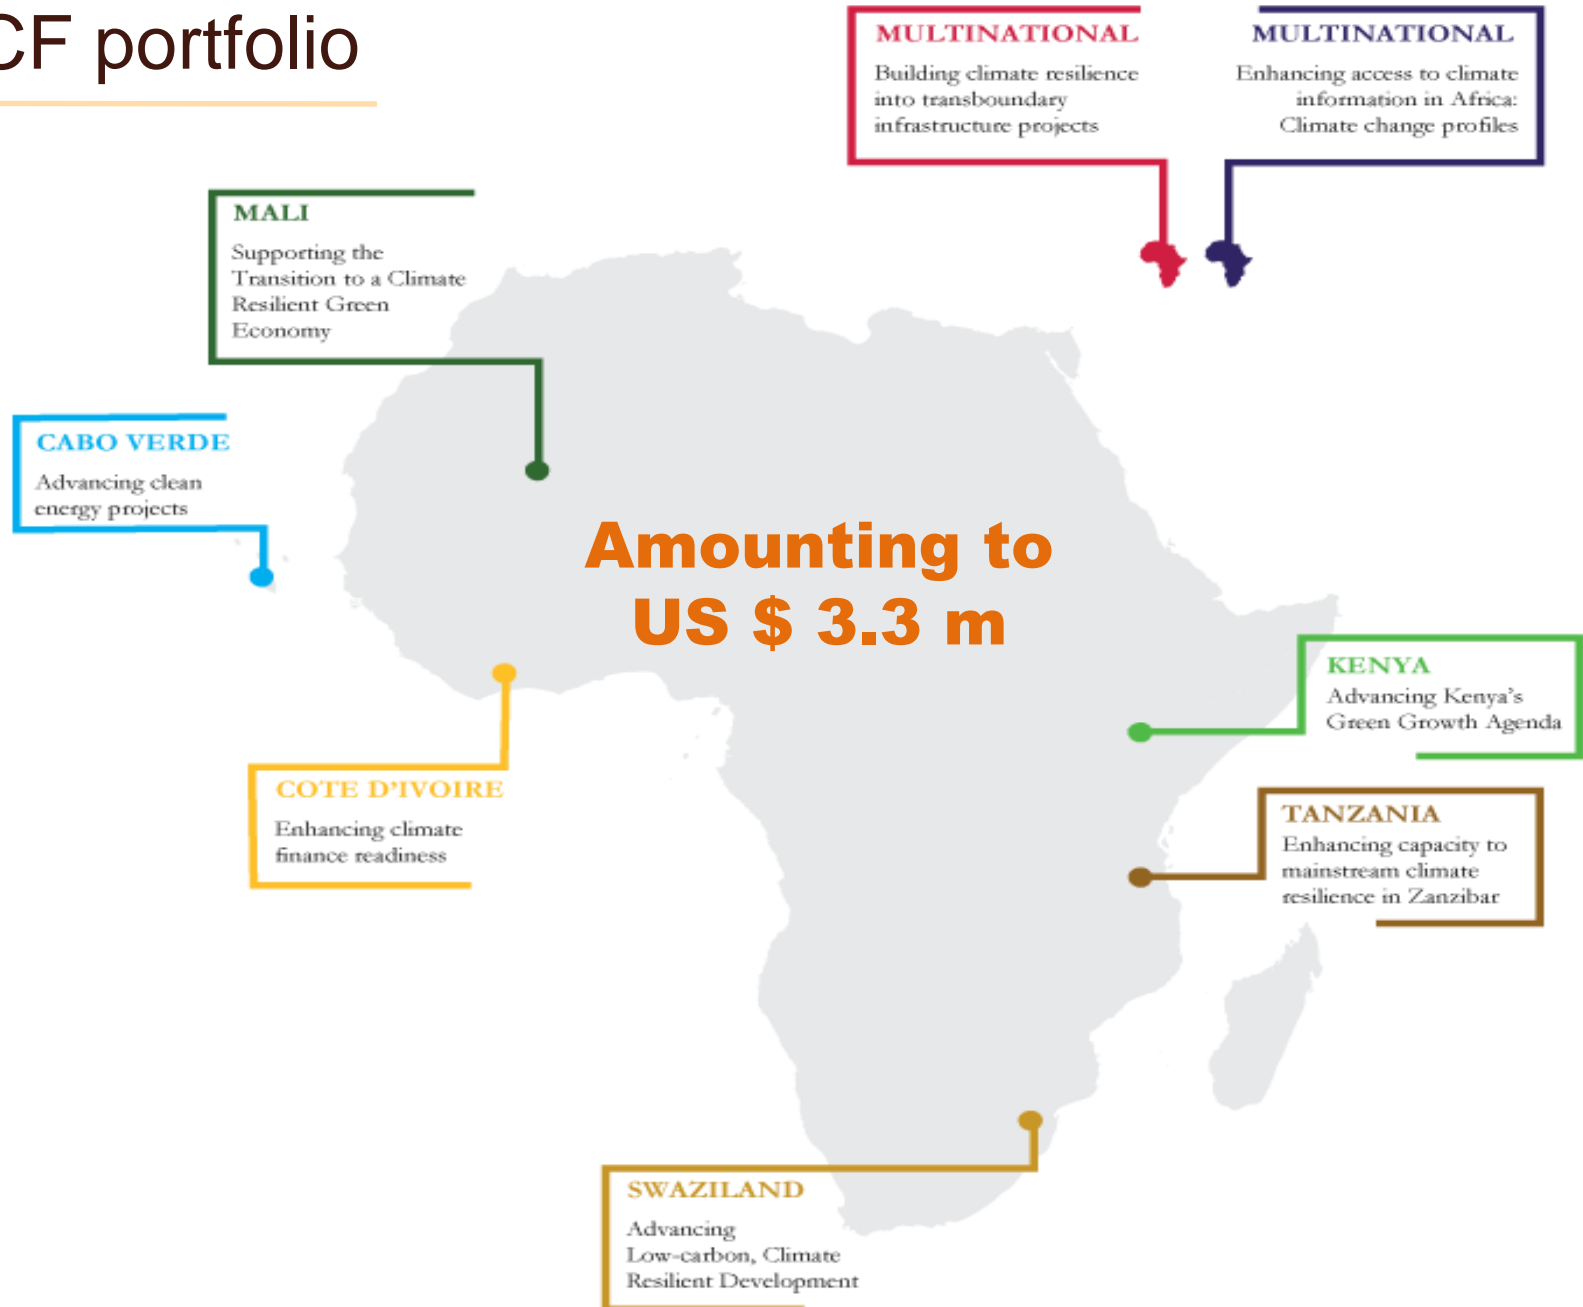 CF portfolio
MULTINATIONAL
Building climate resilience
into transboundary
infrastructure projects
MULTINATIONAL
Enhancing access to climate
information in Africa:
Climate change profiles
MALI
Supporting the
Transition to a Climate
Resilient Green
Economy
CABO VERDE
Advancing clean
energy projects
Amounting to
US $ 3.3 m
KENYA
Advancing Kenya's
Green Growth Agenda
COTE D'IVOIRE
Enhancing climate
finance readiness
TANZANIA
Enhancing capacity to
mainstream climate
resilience in Zanzibar
SWAZILAND
Advancing
Low-carbon, Climate
Resilient Development